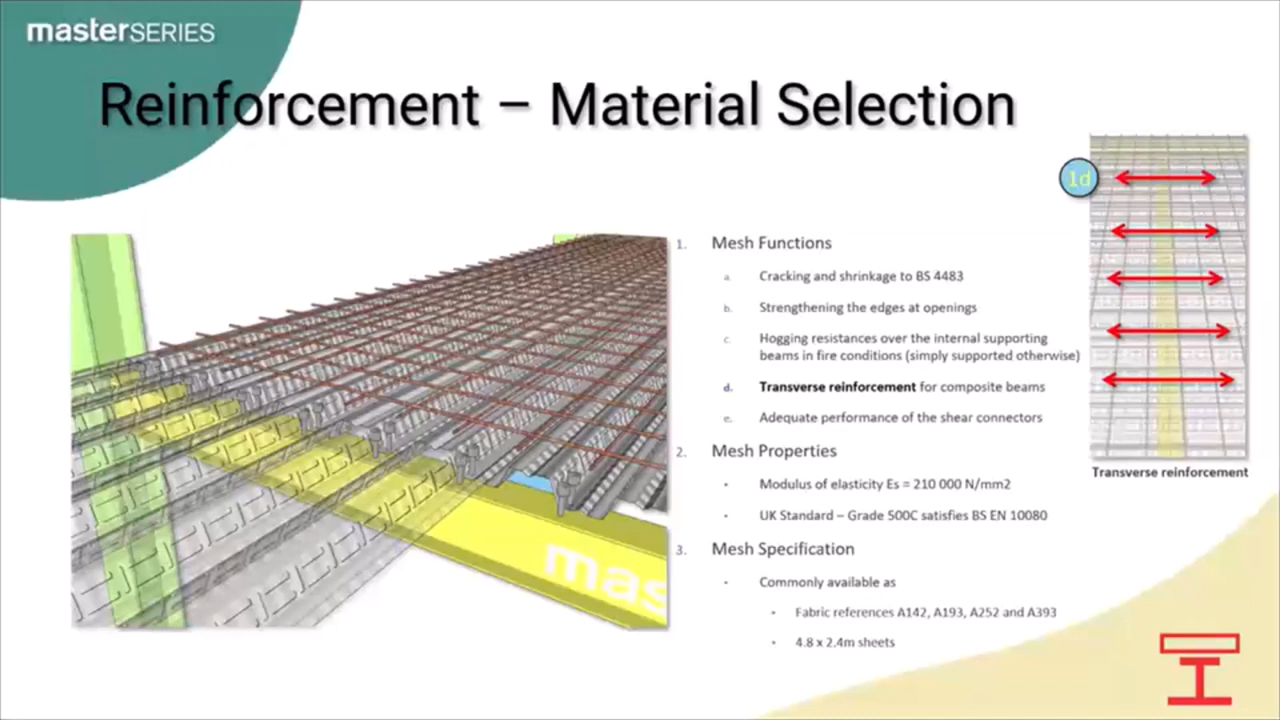 masterSERIES
Reinforcement – Material Selection
1d
1. Mesh Functions
a. Cracking and shrinkage to BS 4483
b. Strengthening the edges at openings
c. Hogging resistances over the internal supporting
beams in fire conditions (simply supported otherwise)
d. Transverse reinforcement for composite beams
e. Adequate performance of the shear connectors
2. Mesh Properties
• Modulus of elasticity Es = 210 000 N/mm2
• UK Standard – Grade 500C satisfies BS EN 10080
3. Mesh Specification
• Commonly available as
• Fabric references A142, A193, A252 and A393
• 4.8 x 2.4m sheets
Transverse reinforcement
mas